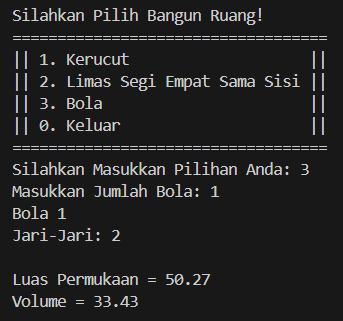 Silahkan Pilih Bangun Ruang!
===================================
|| 1. Kerucut                    ||
|| 2. Limas Segi Empat Sama Sisi ||
|| 3. Bola                       ||
|| 0. Keluar                     ||
===================================
Silahkan Masukkan Pilihan Anda: 3
Masukkan Jumlah Bola: 1
Bola 1
Jari-Jari: 2
Luas Permukaan = 50.27
Volume = 33.43